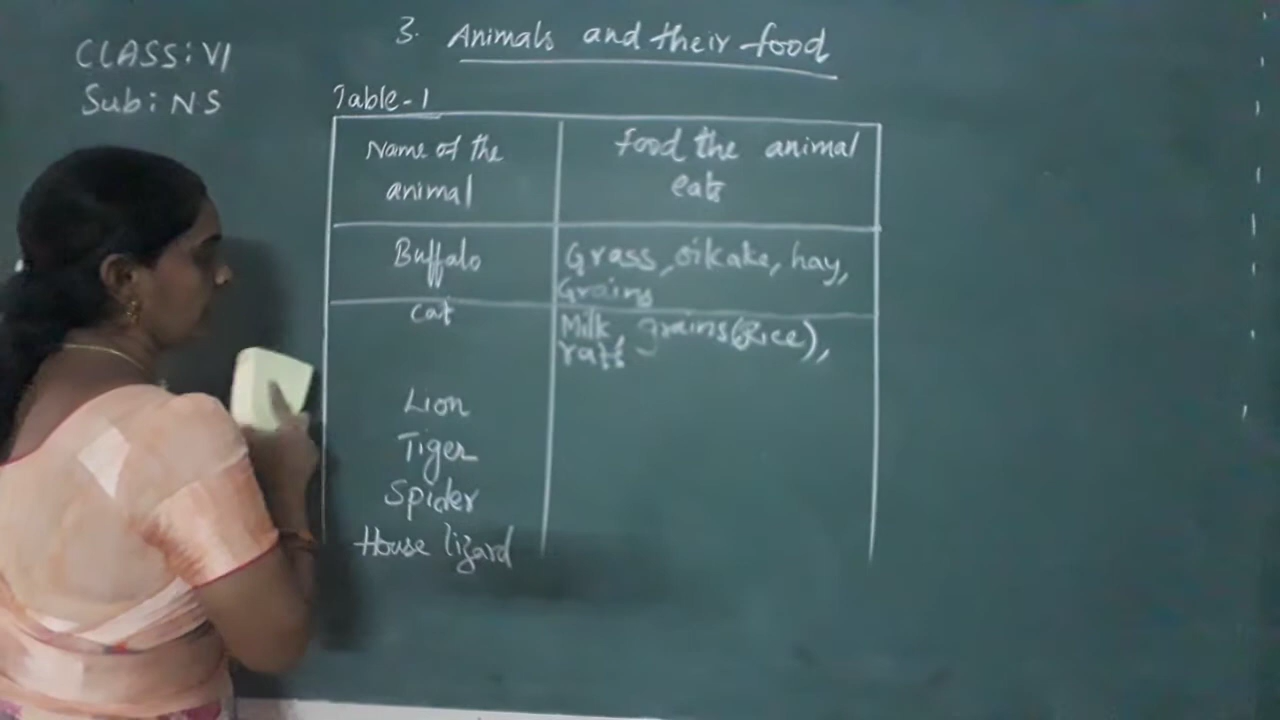 3. Animals and their food
CLASS: VI
Sub: NS
Table-1
Name of the animal
food the animal eats
Buffalo
Grass, oilcake, hay,
Grains
cat
Milk, grains(Rice),
rats
Lion
Tiger
Spider
House lizard